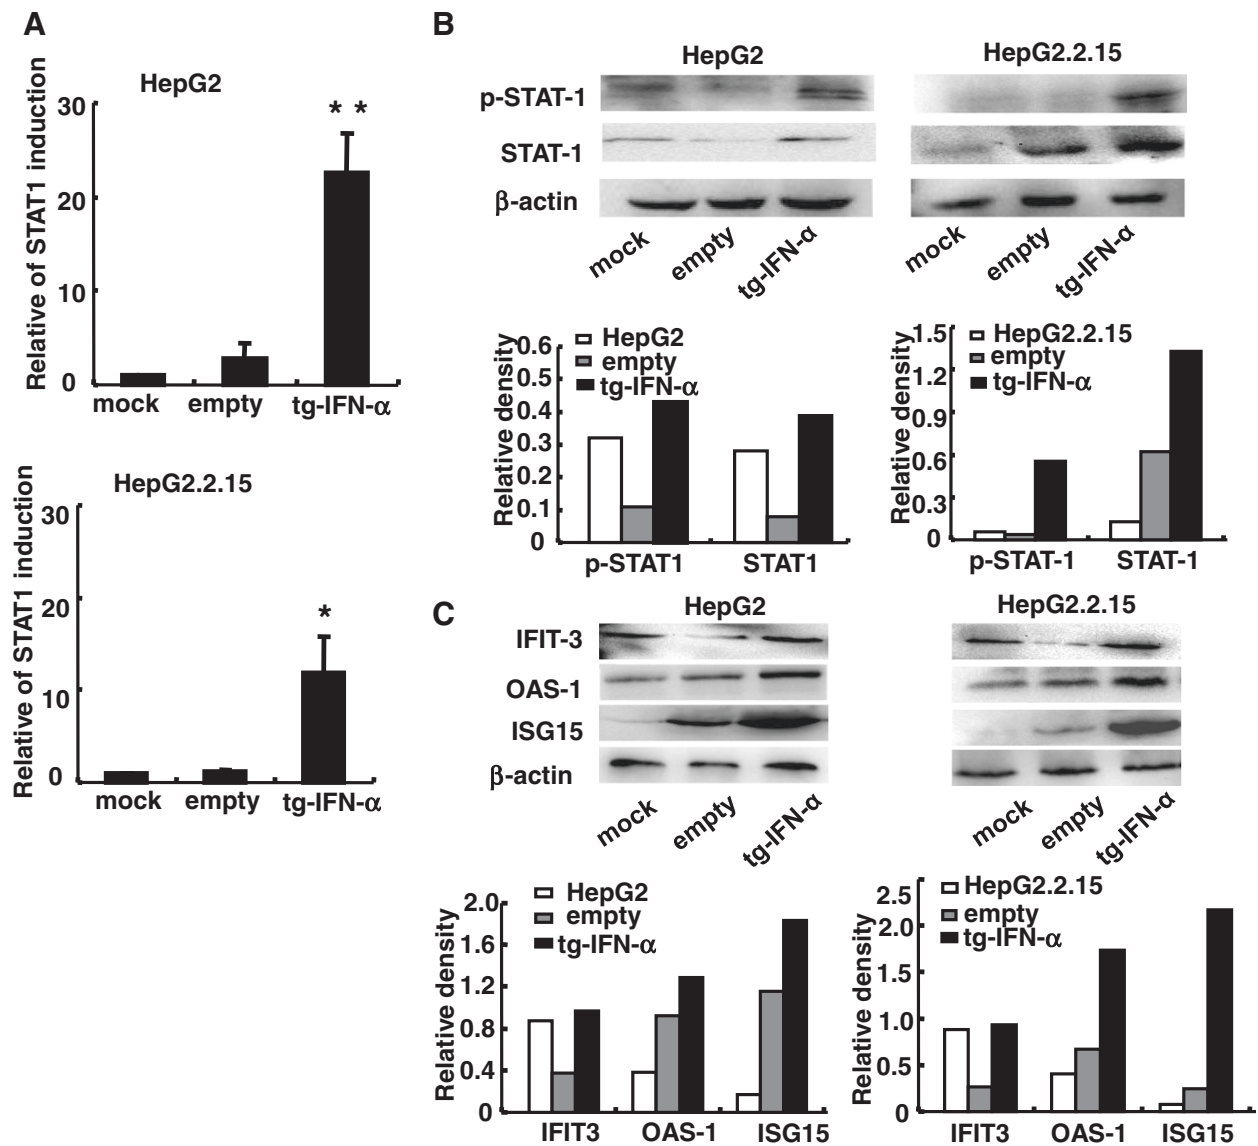 A
HepG2
Relative of STAT1 induction
30
20
10
0
* *
mock empty tg-IFN-α
HepG2.2.15
Relative of STAT1 induction
30
20
10
0
*
mock empty tg-IFN-α
B
HepG2 HepG2.2.15
p-STAT-1
STAT-1
β-actin
mock empty tg-IFN-α
mock empty tg-IFN-α
Relative density
0.6
0.5
0.4
0.3
0.2
0.1
0
HepG2
empty
tg-IFN-α
p-STAT1 STAT1
Relative density
1.5
1.2
0.9
0.6
0.3
0
HepG2.2.15
empty
tg-IFN-α
p-STAT-1 STAT-1
C
HepG2 HepG2.2.15
IFIT-3
OAS-1
ISG15
β-actin
mock empty tg-IFN-α
mock empty tg-IFN-α
Relative density
2.0
1.6
1.2
0.8
0.4
0
HepG2
empty
tg-IFN-α
IFIT3 OAS-1 ISG15
Relative density
2.5
2.0
1.5
1.0
0.5
0
HepG2.2.15
empty
tg-IFN-α
IFIT3 OAS-1 ISG15